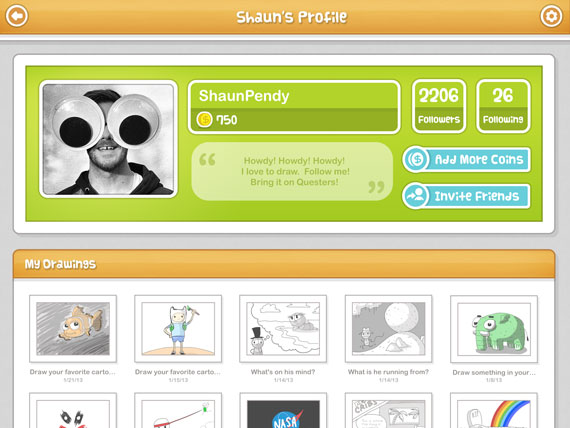 Shaun's Profile
ShaunPendy
750
2206
Followers
26
Following
“ Howdy! Howdy! Howdy!
I love to draw. Follow me!
Bring it on Questers! ”
Add More Coins
Invite Friends
My Drawings
Draw your favorite carto...
1/21/13
Draw your favorite carto...
1/15/13
What's on his mind?
1/14/13
What is he running from?
1/14/13
Draw something in your...
1/8/13
NASA